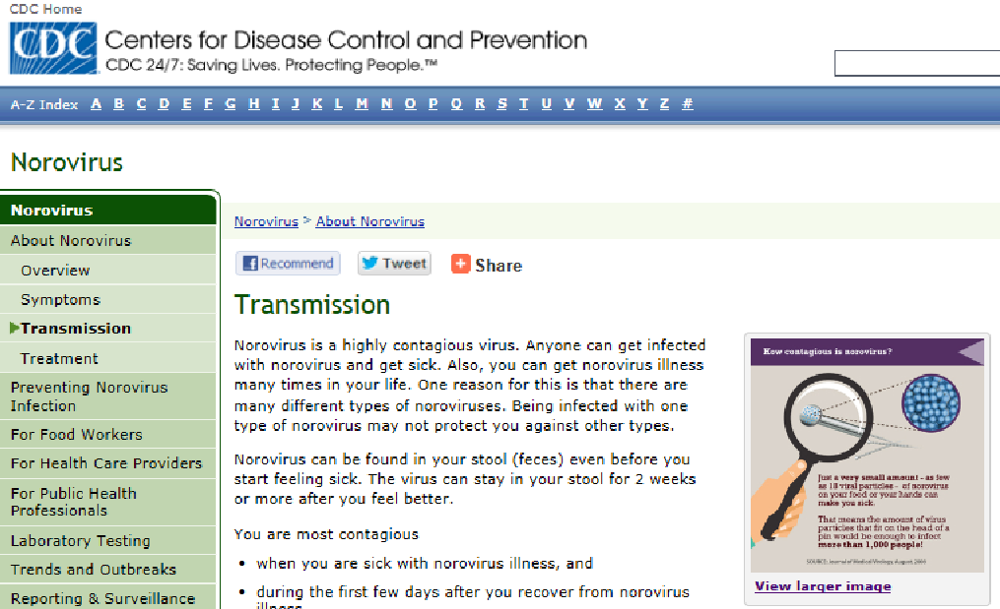 CDC Home
CDC Centers for Disease Control and Prevention
CDC 24/7: Saving Lives. Protecting People.™
A-Z Index A B C D E F G H I J K L M N O P Q R S T U V W X Y Z #
Norovirus
Norovirus
About Norovirus
Overview
Symptoms
Transmission
Treatment
Preventing Norovirus
Infection
For Food Workers
For Health Care Providers
For Public Health
Professionals
Laboratory Testing
Trends and Outbreaks
Reporting & Surveillance
Norovirus > About Norovirus
Recommend Tweet Share
Transmission
Norovirus is a highly contagious virus. Anyone can get infected
with norovirus and get sick. Also, you can get norovirus illness
many times in your life. One reason for this is that there are
many different types of noroviruses. Being infected with one
type of norovirus may not protect you against other types.
Norovirus can be found in your stool (feces) even before you
start feeling sick. The virus can stay in your stool for 2 weeks
or more after you feel better.
You are most contagious
• when you are sick with norovirus illness, and
• during the first few days after you recover from norovirus
illness
How contagious is norovirus?
Just a very small amount - as few
as 18 viral particles - of norovirus
on your food or your hands can
make you sick.
That means the amount of virus
particles that fit on the head of a
pin would be enough to infect
more than 1,000 people!
SOURCE: Journal of Medical Virology, August, 2008
View larger image